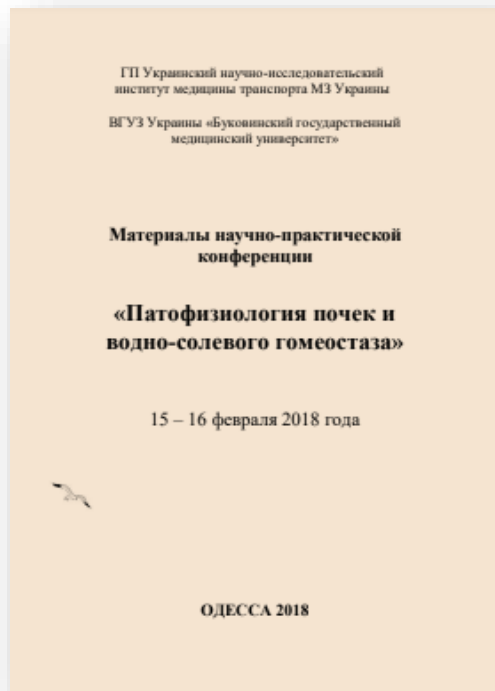 ГП Украинский научно-исследовательский
институт медицины транспорта МЗ Украины
ВГУЗ Украины «Буковинский государственный
медицинский университет»
Материалы научно-практической
конференции
«Патофизиология почек и
водно-солевого гомеостаза»
15 – 16 февраля 2018 года
ОДЕССА 2018